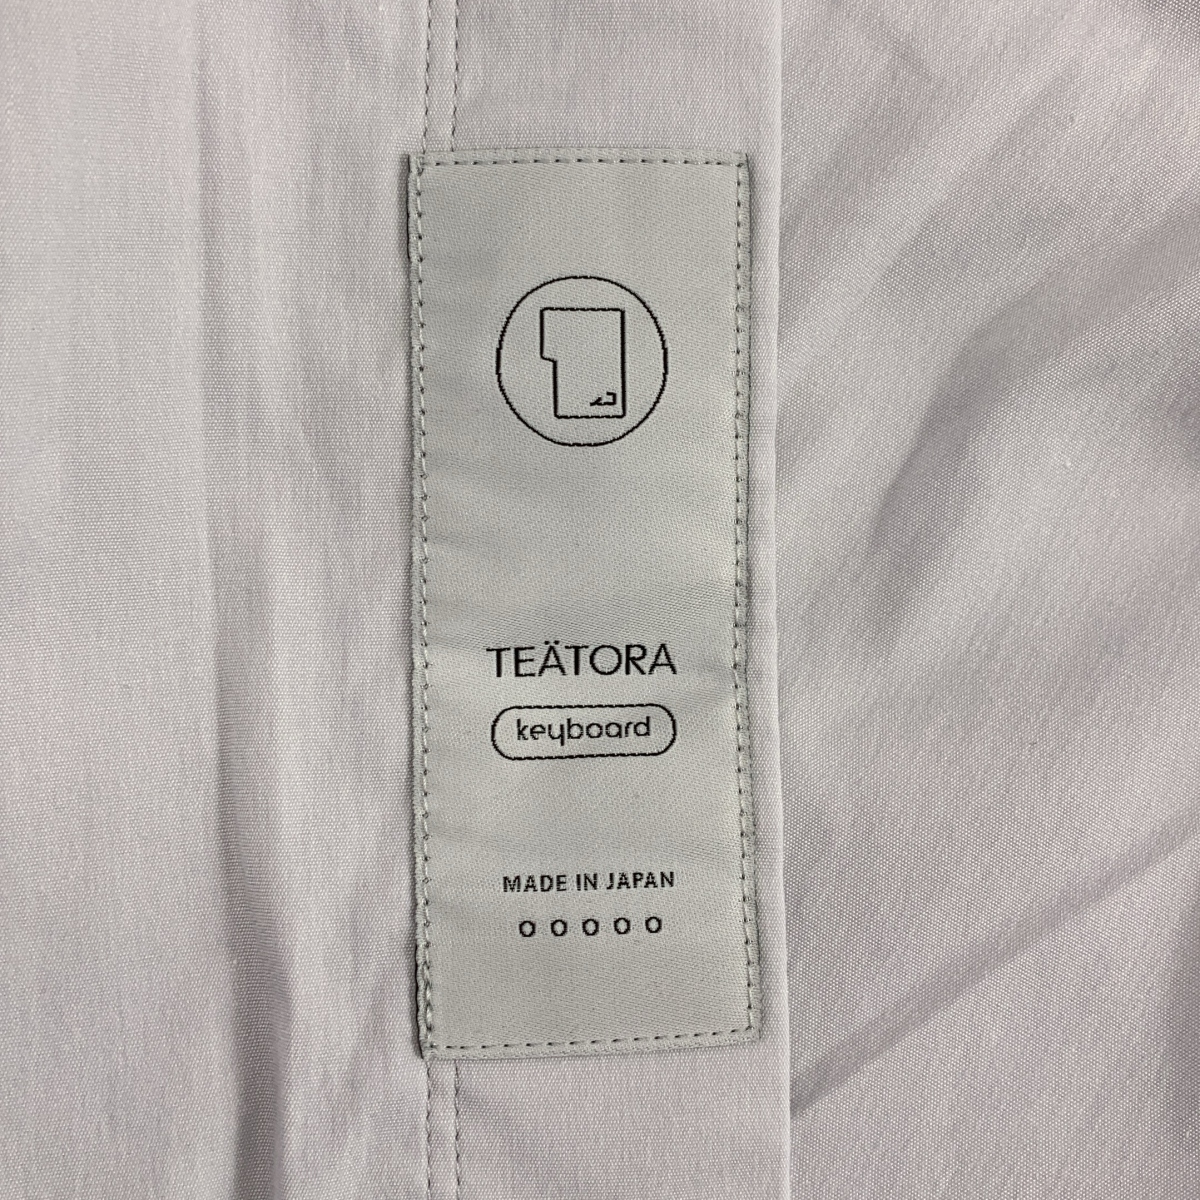 TEÄTORA
keyboard
MADE IN JAPAN
o o o o o